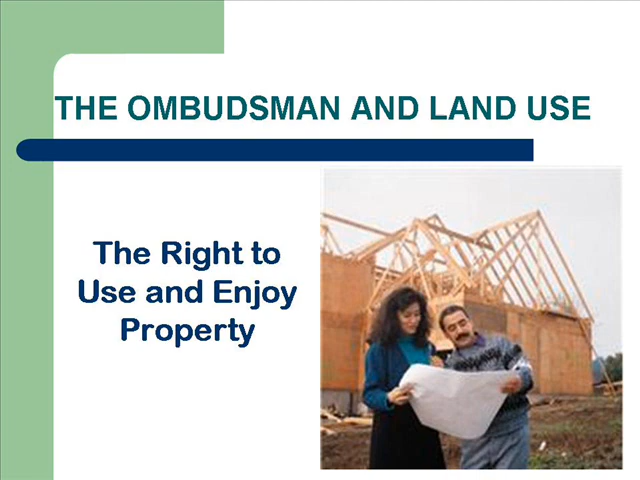 THE OMBUDSMAN AND LAND USE
The Right to
Use and Enjoy
Property